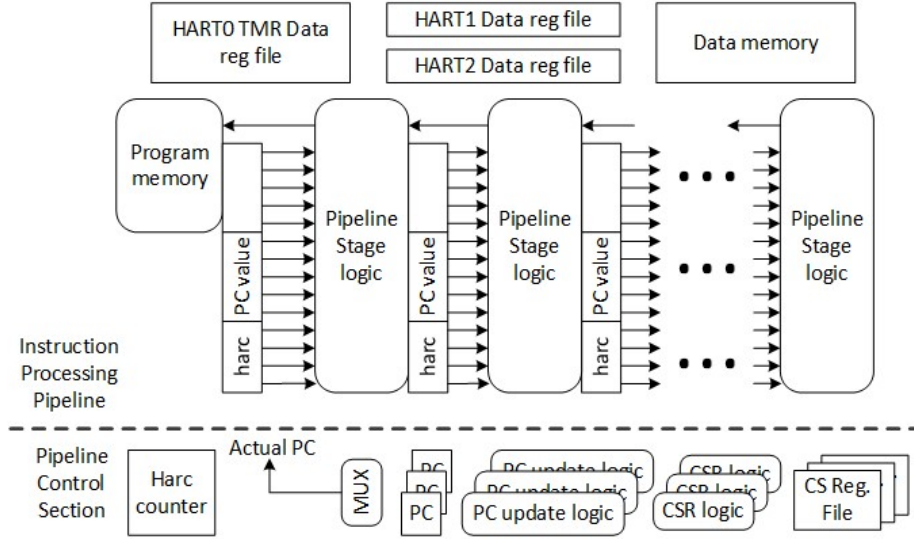 HART0 TMR Data
reg file
HART1 Data reg file
HART2 Data reg file
Data memory
Program
memory
PC value
harc
Pipeline
Stage
logic
PC value
harc
Pipeline
Stage
logic
PC value
harc
Pipeline
Stage
logic
Instruction
Processing
Pipeline
Pipeline
Control
Section
Harc
counter
Actual PC
MUX
PC
PC
PC
PC update logic
PC update logic
PC update logic
CSR logic
CSR logic
CSR logic
CS Reg.
File